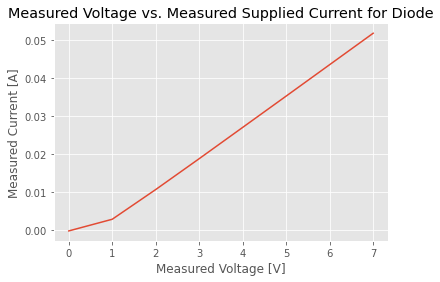 Measured Voltage vs. Measured Supplied Current for Diode
0.05
0.04
0.03
0.02
0.01
0.00
Measured Current [A]
0 1 2 3 4 5 6 7
Measured Voltage [V]